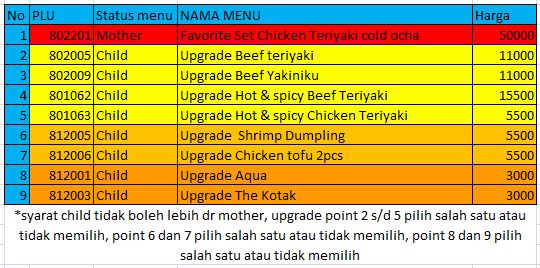 No PLU Status menu NAMA MENU Harga
1 802201 Mother Favorite Set Chicken Teriyaki cold ocha 50000
2 802005 Child Upgrade Beef teriyaki 11000
3 802009 Child Upgrade Beef Yakiniku 11000
4 801062 Child Upgrade Hot & spicy Beef Teriyaki 15500
5 801063 Child Upgrade Hot & spicy Chicken Teriyaki 5500
6 812005 Child Upgrade Shrimp Dumpling 5500
7 812006 Child Upgrade Chicken tofu 2pcs 5500
8 812001 Child Upgrade Aqua 3000
9 812003 Child Upgrade The Kotak 3000
*syarat child tidak boleh lebih dr mother, upgrade point 2 s/d 5 pilih salah satu atau
tidak memilih, point 6 dan 7 pilih salah satu atau tidak memilih, point 8 dan 9 pilih
salah satu atau tidak memilih